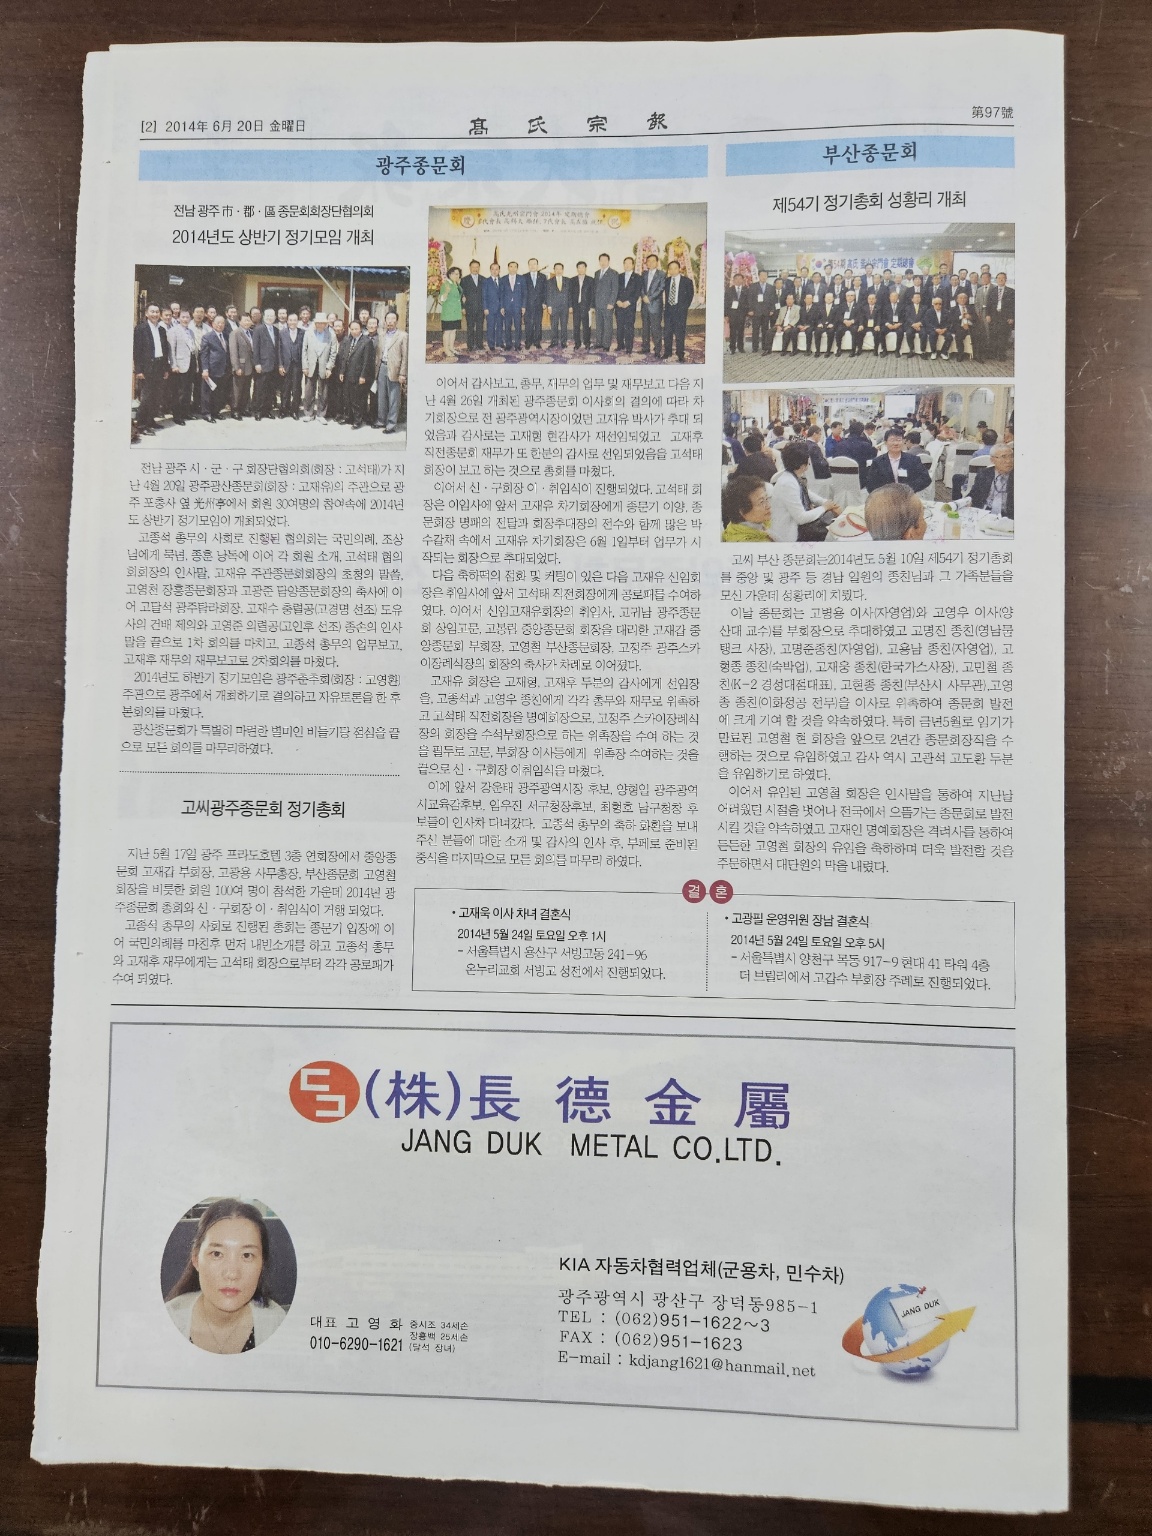 [2] 2014年 6月 20日 金曜日
高 氏 宗 報
第97號
광주종문회
전남 광주 市 · 郡 · 區 종문회회장단협의회
2014년도 상반기 정기모임 개최
전남 광주 시 · 군 · 구 회장단협의회(회장 : 고석태)가 지
난 4월 20일 광주광산종문회(회장 : 고재유)의 주관으로 광
주 포충사 옆 光州亭에서 회원 30여명의 참여속에 2014년
도 상반기 정기모임이 개최되었다.
고종석 총무의 사회로 진행된 협의회는 국민의례, 조상
님에게 묵념, 종훈 낭독에 이어 각 회원 소개, 고석태 협의
회회장의 인사말, 고재유 주관종문회회장의 초청의 말씀,
고영천 장흥종문회장과 고광준 담양종문회장의 축사에 이
어 고달석 광주탐라회장, 고재수 충렬공(고경명 선조) 도유
사의 건배 제의와 고영준 의렬공(고인후 선조) 종손의 인사
말을 끝으로 1차 회의를 마치고, 고종석 총무의 업무보고,
고재후 재무의 재무보고로 2차회의를 마쳤다.
2014년도 하반기 정기모임은 광주춘추회(회장 : 고영환)
주관으로 광주에서 개최하기로 결의하고 자유토론을 한 후
본회의를 마쳤다.
광산종문회가 특별히 마련한 별미인 비들기탕 점심을 끝
으로 모든 회의를 마무리하였다.
고씨광주종문회 정기총회
지난 5월 17일 광주 프라도호텔 3층 연회장에서 중앙종
문회 고재갑 부회장, 고광용 사무총장, 부산종문회 고영철
회장을 비롯한 회원 100여 명이 참석한 가운데 2014년 광
주종문회 총회와 신 · 구회장 이 · 취임식이 거행 되었다.
고종석 총무의 사회로 진행된 총회는 종문기 입장에 이
어 국민의례를 마친후 먼저 내빈소개를 하고 고종석 총무
와 고재후 재무에게는 고석태 회장으로부터 각각 공로패가
수여 되었다.
이어서 감사보고, 총무, 재무의 업무 및 재무보고 다음 지
난 4월 26일 개최된 광주종문회 이사회의 결의에 따라 차
기회장으로 전 광주광역시장이었던 고재유 박사가 추대 되
었음과 감사로는 고재형 현감사가 재선임되었고 고재후
직전종문회 재무가 또 한분의 감사로 선임되었음을 고석태
회장이 보고 하는 것으로 총회를 마쳤다.
이어서 신 · 구회장 이 · 취임식이 진행되었다. 고석태 회
장은 이임사에 앞서 고재유 차기회장에게 종문기 이양, 종
문회장 명패의 전달과 회장추대장의 전수와 함께 많은 박
수갈채 속에서 고재유 차기회장은 6월 1일부터 업무가 시
작되는 회장으로 추대되었다.
다음 축하떡의 점화 및 커팅이 있은 다음 고재유 신임회
장은 취임사에 앞서 고석태 직전회장에게 공로패를 수여하
였다. 이어서 신임고재유회장의 취임사, 고귀남 광주종문
회 상임고문, 고봉림 중앙종문회 회장을 대리한 고재갑 중
앙종문회 부회장, 고영철 부산종문회장, 고정주 광주스카
이장례식장의 회장의 축사가 차례로 이어졌다.
고재유 회장은 고재형, 고재후 두분의 감사에게 선임장
을, 고종석과 고영우 종친에게 각각 총무와 재무로 위촉하
고 고석태 직전회장을 명예회장으로, 고정주 스카이장례식
장의 회장을 수석부회장으로 하는 위촉장을 수여 하는 것
을 필두로 고문, 부회장 이사들에게 위촉장 수여하는 것을
끝으로 신 · 구회장 이취임식을 마쳤다.
이에 앞서 강운태 광주광역시장 후보, 양형일 광주광역
시교육감후보, 임우진 서구청장후보, 최형호 남구청창 후
보들이 인사차 다녀갔다. 고종석 총무의 축하 화환을 보내
주신 분들에 대한 소개 및 감사의 인사 후, 부페로 준비된
중식을 마지막으로 모든 회의를 마무리 하였다.
부산종문회
제54기 정기총회 성황리 개최
고씨 부산 종문회는2014년도 5월 10일 제54기 정기총회
를 중앙 및 광주 등 경남 일원의 종친님과 그 가족분들을
모신 가운데 성황리에 치뤘다.
이날 종문회는 고병용 이사(자영업)와 고영우 이사(양
산대 교수)를 부회장으로 추대하였고 고명진 종친(영남문
탱크 사장), 고명준종친(자영업), 고용남 종친(자영업), 고
형종 종친(숙박업), 고재웅 종친(한국가스사장), 고민철 종
친(K-2 경성대점대표), 고현종 종친(부산시 사무관),고영
송 종친(이화정공 전무)을 이사로 위촉하여 종문회 발전
에 크게 기여 할 것을 약속하였다. 특히 금년5월로 임기가
만료된 고영철 현 회장을 앞으로 2년간 종문회장직을 수
행하는 것으로 유임하였고 감사 역시 고관석 고도환 두분
을 유임하기로 하였다.
이어서 유임된 고영철 회장은 인사말을 통하여 지난날
어려웠던 시절을 벗어나 전국에서 으뜸가는 종문회로 발전
시킬 것을 약속하였고 고재인 명예회장은 격려사를 통하여
든든한 고영철 회장의 유임을 축하하며 더욱 발전할 것을
주문하면서 대단원의 막을 내렸다.
결 혼
• 고재욱 이사 차녀 결혼식
2014년 5월 24일 토요일 오후 1시
- 서울특별시 용산구 서빙고동 241-96
온누리교회 서빙고 성전에서 진행되었다.
• 고광필 운영위원 장남 결혼식
2014년 5월 24일 토요일 오후 5시
- 서울특별시 양천구 목동 917-9 현대 41 타워 4층
더 브릴리에서 고갑수 부회장 주례로 진행되었다.
(株)長 德 金 屬
JANG DUK METAL CO.LTD.
대표 고 영 화 중시조 34세손
장흥백 25세손
010-6290-1621 (달석 장녀)
KIA 자동차협력업체(군용차, 민수차)
광주광역시 광산구 장덕동985-1
TEL : (062)951-1622~3
FAX : (062)951-1623
E-mail : kdjang1621@hanmail.net
JANG DUK